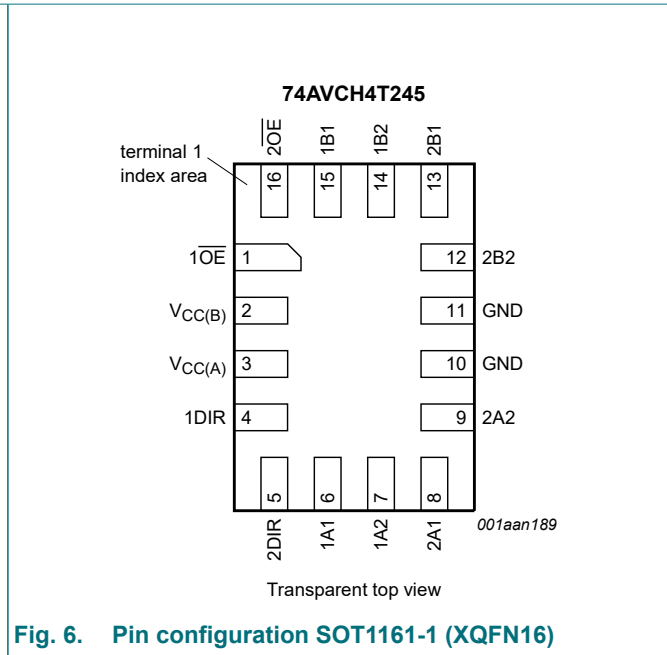 74AVCH4T245
terminal 1
index area
2OE
1B1
1B2
2B1
16
15
14
13
1OE 1
12 2B2
VCC(B) 2
11 GND
VCC(A) 3
10 GND
1DIR 4
9 2A2
5
6
7
8
2DIR
1A1
1A2
2A1
001aan189
Transparent top view
Fig. 6. Pin configuration SOT1161-1 (XQFN16)